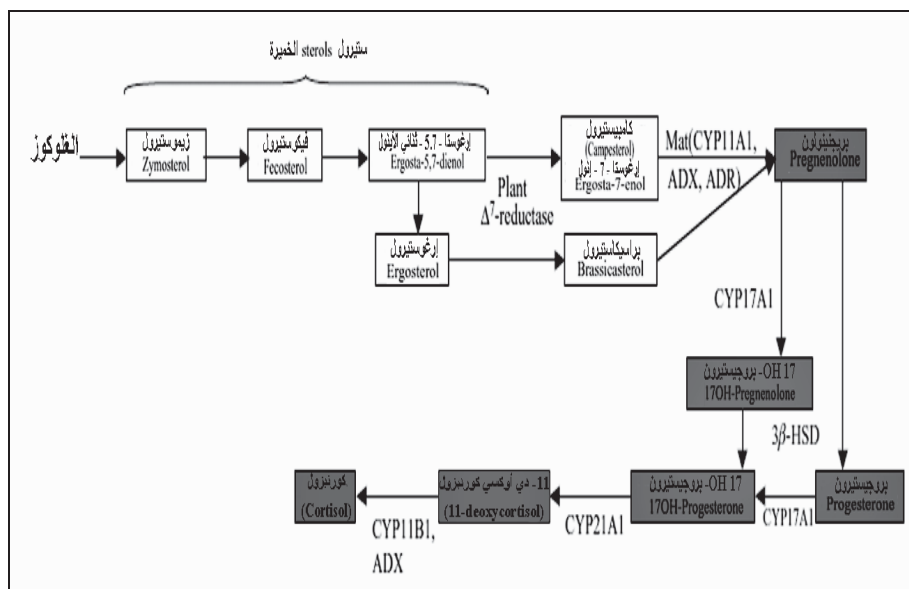 ستيرول sterols الخميرة
الغلوكوز
زيموستيرول
Zymosterol
فيكوستيرول
Fecosterol
إرغوستا - 5,7 - ثنائي الأينول
Ergosta-5,7-dienol
كامبيستيرول
(Campesterol)
إرغوستا - 7 - إنول
Ergosta-7-enol
Mat(CYP11A1,
ADX, ADR)
بريجنينولون
Pregnenolone
Plant
Δ⁷-reductase
إرغوستيرول
Ergosterol
براسيكاستيرول
Brassicasterol
CYP17A1
17 OH- بروجيستيرون
17OH-Pregnenolone
3β-HSD
بروجيستيرون
Progesterone
CYP17A1
17 OH- بروجيستيرون
17OH-Progesterone
CYP21A1
11- دي أوكسي كورتيزول
(11-deoxycortisol)
CYP11B1,
ADX
كورتيزول
(Cortisol)